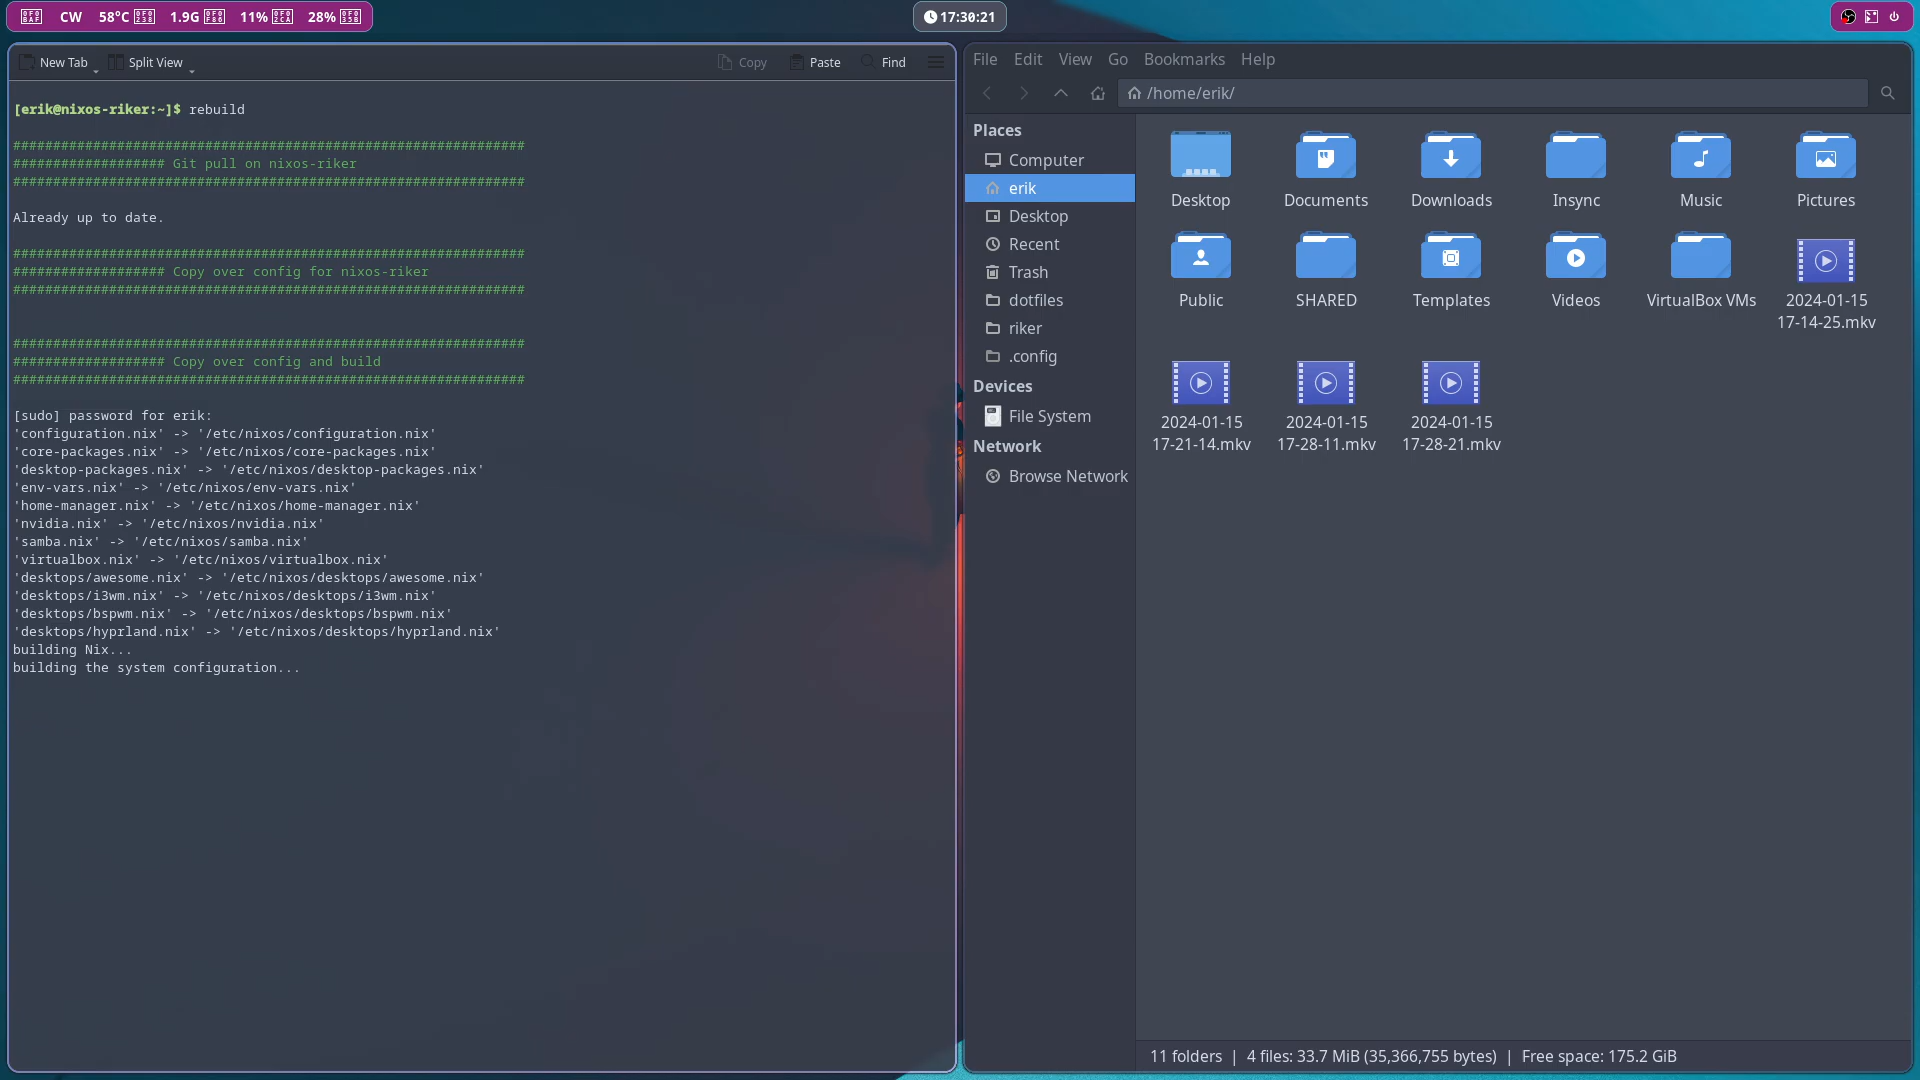 CW 58°C 1.9G 11% 28%
17:30:21
New Tab Split View Copy Paste Find
[erik@nixos-riker:~]$ rebuild
################################################################
################### Git pull on nixos-riker
################################################################
Already up to date.
################################################################
################### Copy over config for nixos-riker
################################################################
################################################################
################### Copy over config and build
################################################################
[sudo] password for erik:
'configuration.nix' -> '/etc/nixos/configuration.nix'
'core-packages.nix' -> '/etc/nixos/core-packages.nix'
'desktop-packages.nix' -> '/etc/nixos/desktop-packages.nix'
'env-vars.nix' -> '/etc/nixos/env-vars.nix'
'home-manager.nix' -> '/etc/nixos/home-manager.nix'
'nvidia.nix' -> '/etc/nixos/nvidia.nix'
'samba.nix' -> '/etc/nixos/samba.nix'
'virtualbox.nix' -> '/etc/nixos/virtualbox.nix'
'desktops/awesome.nix' -> '/etc/nixos/desktops/awesome.nix'
'desktops/i3wm.nix' -> '/etc/nixos/desktops/i3wm.nix'
'desktops/bspwm.nix' -> '/etc/nixos/desktops/bspwm.nix'
'desktops/hyprland.nix' -> '/etc/nixos/desktops/hyprland.nix'
building Nix...
building the system configuration...
File Edit View Go Bookmarks Help
/home/erik/
Places
Computer
erik
Desktop
Recent
Trash
dotfiles
riker
.config
Devices
File System
Network
Browse Network
Desktop Documents Downloads Insync Music Pictures
Public SHARED Templates Videos VirtualBox VMs 2024-01-15
17-14-25.mkv
2024-01-15 2024-01-15 2024-01-15
17-21-14.mkv 17-28-11.mkv 17-28-21.mkv
11 folders | 4 files: 33.7 MiB (35,366,755 bytes) | Free space: 175.2 GiB